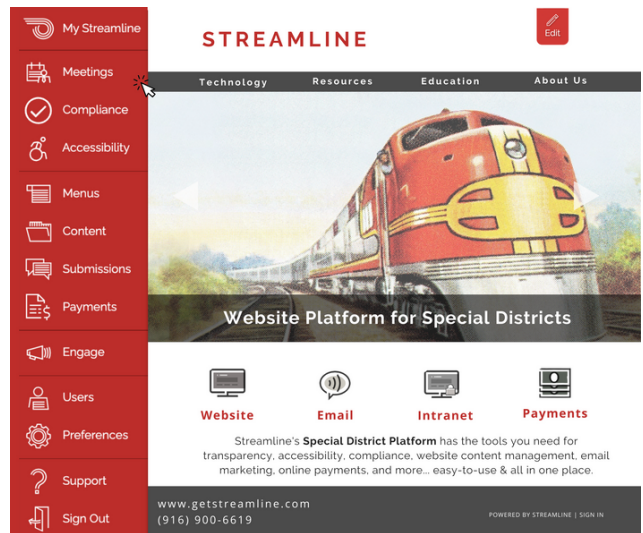 My Streamline
Meetings
Compliance
Accessibility
Menus
Content
Submissions
Payments
Engage
Users
Preferences
Support
Sign Out
STREAMLINE
Edit
Technology Resources Education About Us
Website Platform for Special Districts
Website Email Intranet Payments
Streamline's Special District Platform has the tools you need for
transparency, accessibility, compliance, website content management, email
marketing, online payments, and more... easy-to-use & all in one place.
www.getstreamline.com
(916) 900-6619
POWERED BY STREAMLINE | SIGN IN